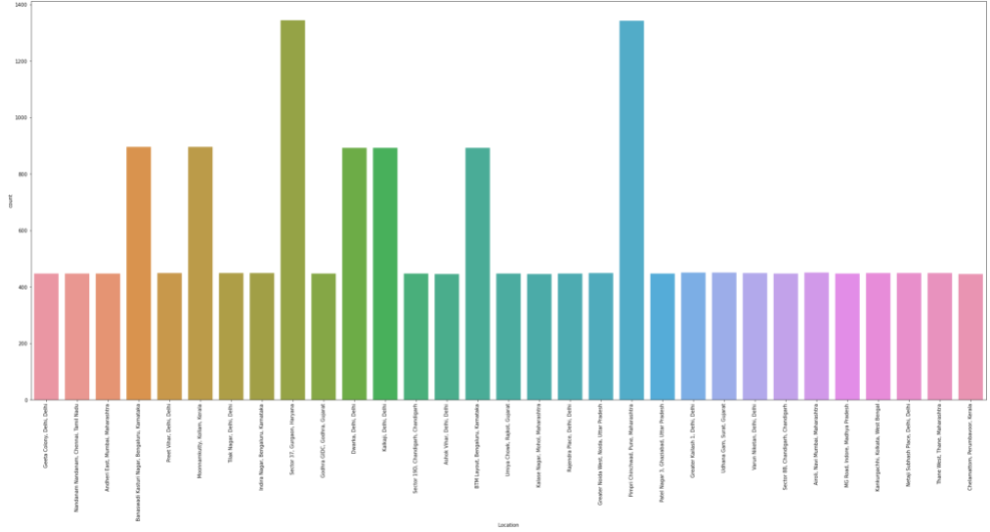 1400
1200
1000
800
600
400
200
0
count
Geeta Colony, Delhi, Delhi
Nandanam Nandanam, Chennai, Tamil Nadu
Andheri East, Mumbai, Maharashtra
Banaswadi Kasturi Nagar, Bengaluru, Karnataka
Preet Vihar, Delhi, Delhi
Moonnamkutty, Kollam, Kerala
Tilak Nagar, Delhi, Delhi
Indira Nagar, Bengaluru, Karnataka
Sector 37, Gurgaon, Haryana
Godhra GIDC, Godhra, Gujarat
Dwarka, Delhi, Delhi
Kalkaji, Delhi, Delhi
Sector 19D, Chandigarh, Chandigarh
Ashok Vihar, Delhi, Delhi
BTM Layout, Bengaluru, Karnataka
Umiya Chowk, Rajkot, Gujarat
Nagar, Mohol, Maharashtra
Rajendra Place, Delhi, Delhi
Greater Noida West, Noida, Uttar Pradesh
Pimpri Chinchwad, Pune, Maharashtra
Patel Nagar 3, Ghaziabad, Uttar Pradesh
Greater Kailash 1, Delhi, Delhi
Udhana Gam, Surat, Gujarat
Varun Niketan, Delhi, Delhi
Sector 8B, Chandigarh, Chandigarh
Airoli, Navi Mumbai, Maharashtra
MG Road, Indore, Madhya Pradesh
Kankurgachhi, Kolkata, West Bengal
Netaji Subhash Place, Delhi, Delhi
Thane West, Thane, Maharashtra
Chelamattom, Perumbavoor, Kerala
Location